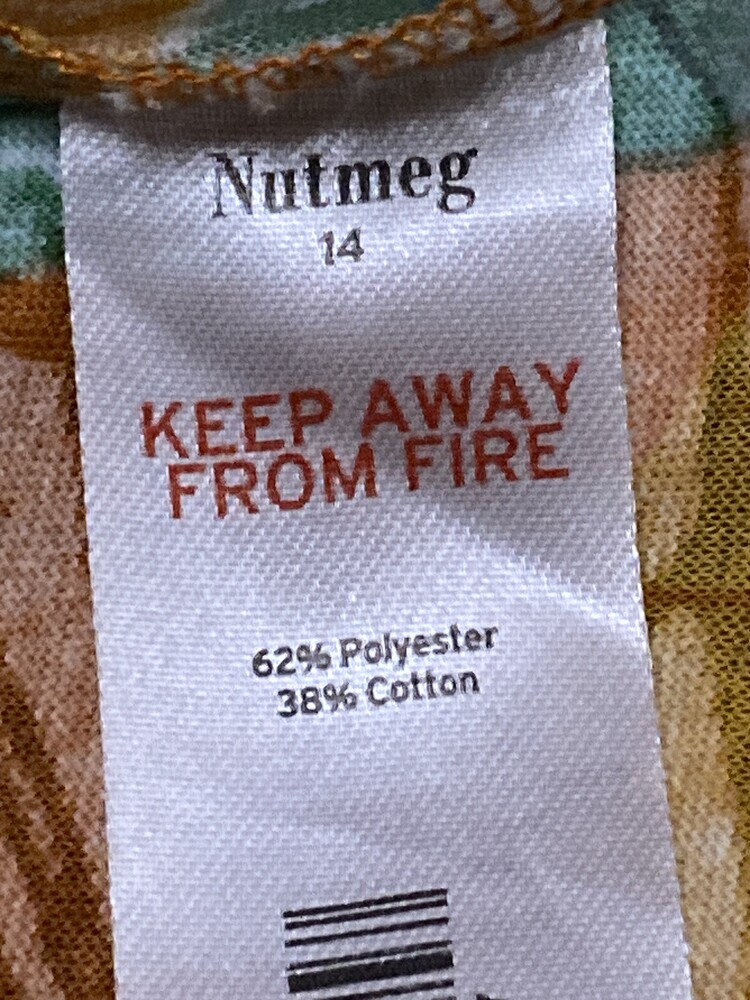 Nutmeg
14
KEEP AWAY
FROM FIRE
62% Polyester
38% Cotton